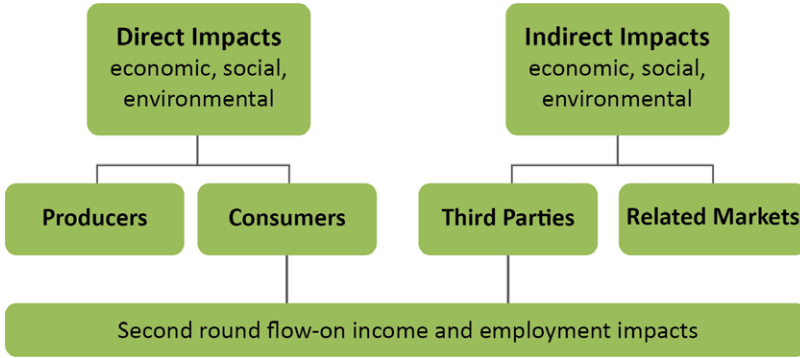 Direct Impacts
economic, social,
environmental
Indirect Impacts
economic, social,
environmental
Producers
Consumers
Third Parties
Related Markets
Second round flow-on income and employment impacts